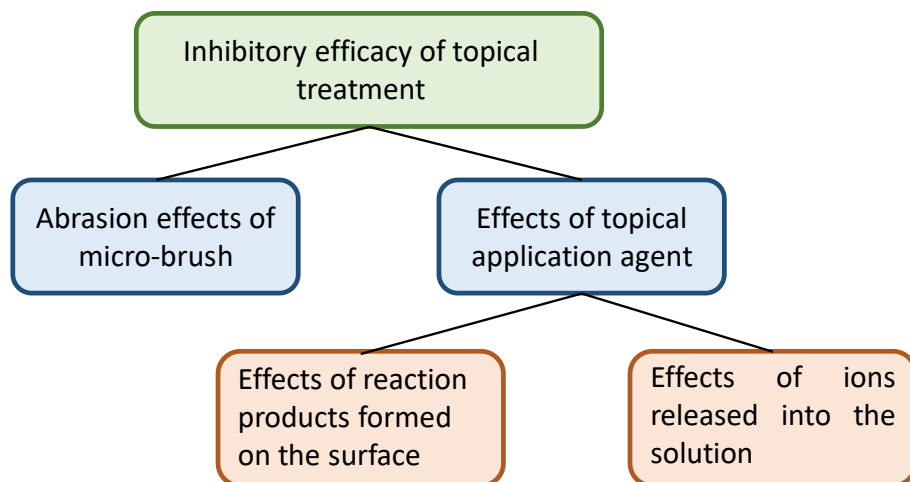 Inhibitory efficacy of topical
treatment
Abrasion effects of
micro-brush
Effects of topical
application agent
Effects of reaction
products formed
on the surface
Effects of ions
released into the
solution